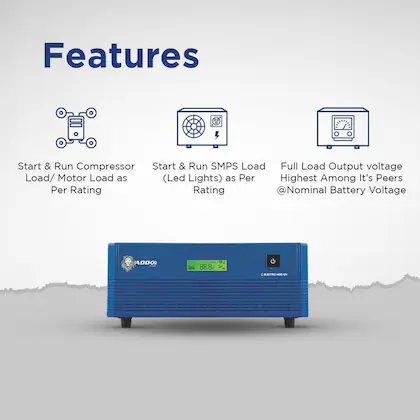 Features
Start & Run Compressor
Load/ Motor Load as
Per Rating
Start & Run SMPS Load
(Led Lights) as Per
Rating
Full Load Output voltage
Highest Among It's Peers
@Nominal Battery Voltage